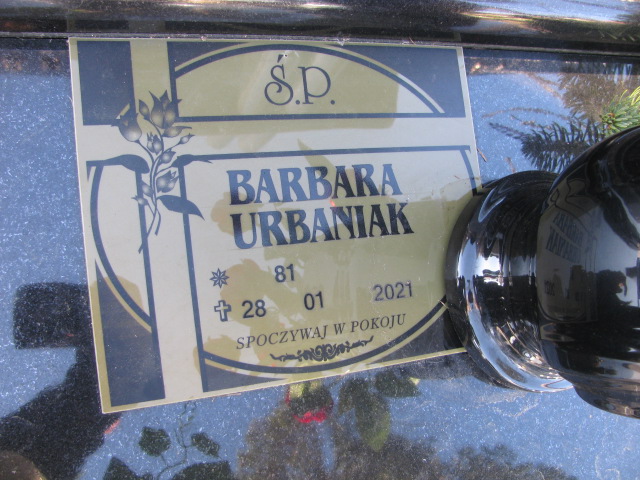 Ś.P.
BARBARA
URBANIAK
81
28 01 2021
SPOCZYWAJ W POKOJU